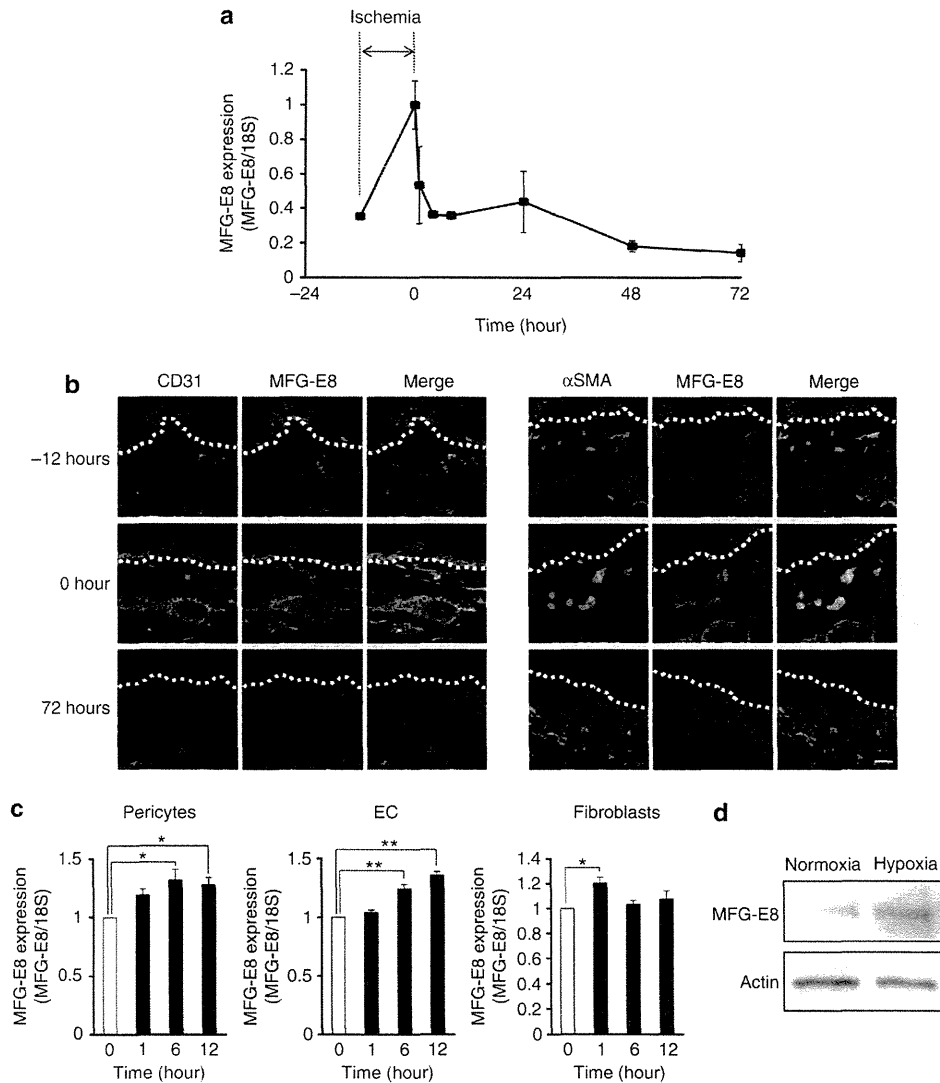 a
Ischemia
MFG-E8 expression
(MFG-E8/18S)
1.2
1
0.8
0.6
0.4
0.2
0
–24
0
24
48
72
Time (hour)
b
CD31
MFG-E8
Merge
αSMA
MFG-E8
Merge
–12 hours
0 hour
72 hours
c
Pericytes
MFG-E8 expression
(MFG-E8/18S)
1.5
1
0.5
0
*
*
0
1
6
12
Time (hour)
EC
MFG-E8 expression
(MFG-E8/18S)
1.5
1
0.5
0
**
**
0
1
6
12
Time (hour)
Fibroblasts
MFG-E8 expression
(MFG-E8/18S)
1.4
1.2
1
0.8
0.6
0.4
0.2
0
*
0
1
6
12
Time (hour)
d
Normoxia
Hypoxia
MFG-E8
Actin